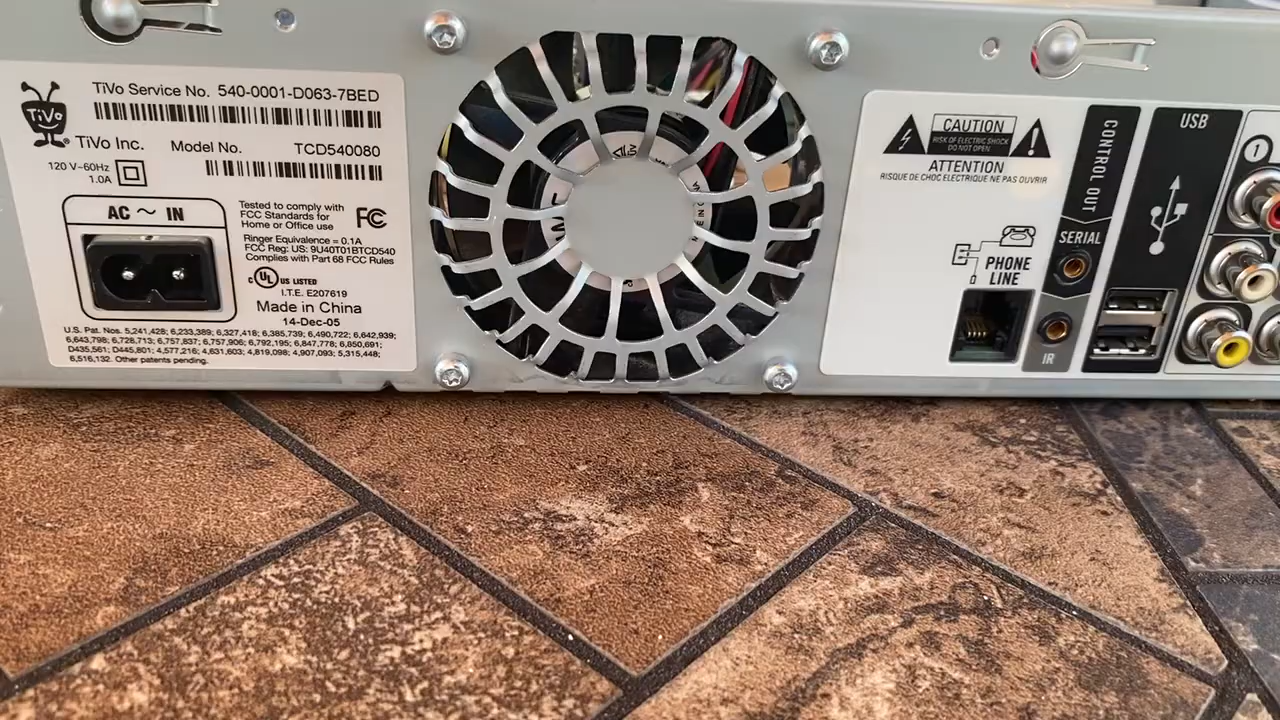 TiVo Service No. 540-0001-D063-7BED
TiVo
TiVo Inc. Model No. TCD540080
120 V~60Hz
1.0A
AC ~ IN
Tested to comply with
FCC Standards for
Home or Office use
FC
Ringer Equivalence = 0.1A
FCC Reg: US: 9U40T01BTCD540
Complies with Part 68 FCC Rules
c UL US LISTED
I.T.E. E207619
Made in China
14-Dec-05
U.S. Pat. Nos. 5,241,428; 6,233,389; 6,327,418; 6,385,739; 6,490,722; 6,642,939;
6,643,798; 6,728,713; 6,757,837; 6,757,906; 6,792,195; 6,847,778; 6,850,691;
D435,561; D445,801; 4,577,216; 4,631,603; 4,819,098; 4,907,093; 5,315,448;
6,516,132. Other patents pending.
CAUTION
RISK OF ELECTRIC SHOCK
DO NOT OPEN
ATTENTION
RISQUE DE CHOC ELECTRIQUE NE PAS OUVRIR
PHONE
LINE
CONTROL OUT
SERIAL
IR
USB
1